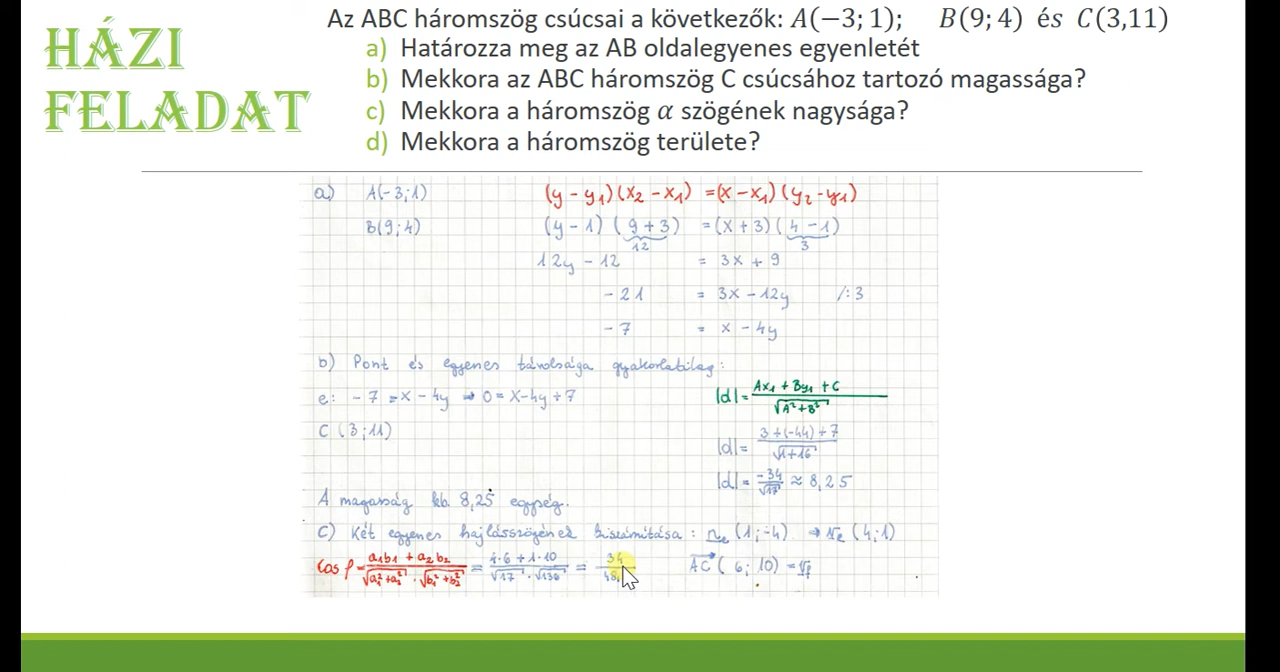 HÁZI
FELADAT
Az ABC háromszög csúcsai a következők: A(−3; 1); B(9; 4) és C(3,11)
a) Határozza meg az AB oldalegyenes egyenletét
b) Mekkora az ABC háromszög C csúcsához tartozó magassága?
c) Mekkora a háromszög α szögének nagysága?
d) Mekkora a háromszög területe?
a) A(-3; 1) (y - y₁)(x₂ - x₁) = (x - x₁)(y₂ - y₁)
B(9; 4) (y - 1)(9 + 3) = (x + 3)(4 - 1)
12 3
12y - 12 = 3x + 9
- 21 = 3x - 12y /: 3
- 7 = x - 4y
b) Pont és egyenes távolsága gyakorlatilag:
e: - 7 = x - 4y ⇒ 0 = x - 4y + 7 |d| = (Ax₁ + By₁ + C)/√(A² + B²)
C (3; 11) |d| = (3 + (-44) + 7)/√(1+16)
|d| = -34/√17 ≈ 8,25
A magasság kb. 8,25 egység.
C) Két egyenes hajlásszögének kiszámítása: nₑ (1; -4) ⇒ vₑ (4; 1)
cos φ = (a₁b₁ + a₂b₂)/(√(a₁² + a₂²) · √(b₁² + b₂²)) = (4·6 + 1·10)/(√17 · √136) = 34/48, AC (6; 10) =